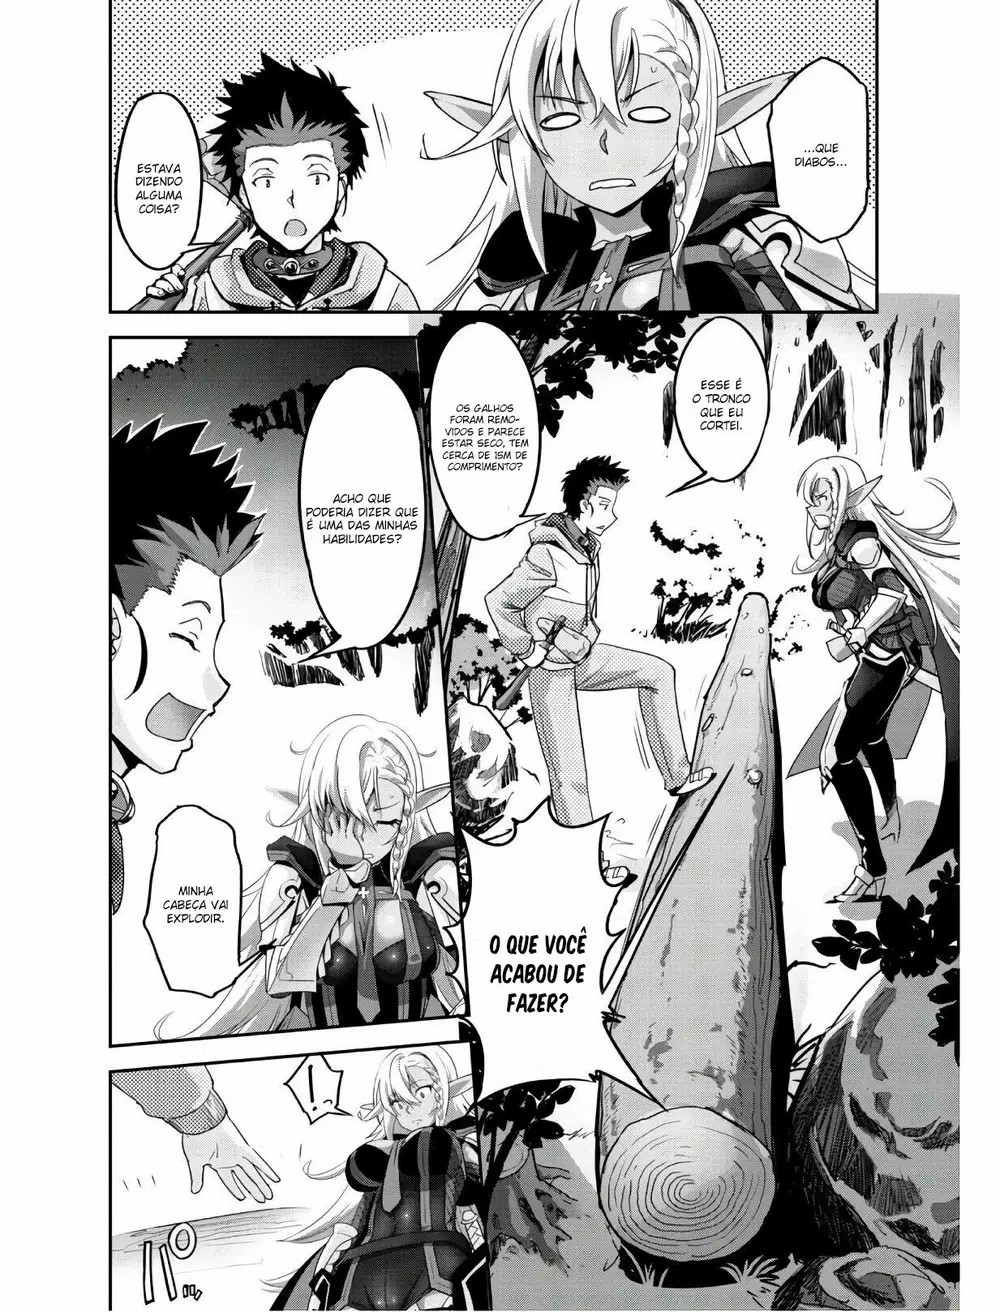 ...QUE
DIABOS...
ESTAVA
DIZENDO
ALGUMA
COISA?
ESSE É
O TRONCO
QUE EU
CORTEI.
OS GALHOS
FORAM REMO-
VIDOS E PARECE
ESTAR SECO, TEM
CERCA DE 15M DE
COMPRIMENTO?
O QUE VOCÊ
ACABOU DE
FAZER?
ACHO QUE
PODERIA DIZER QUE
É UMA DAS MINHAS
HABILIDADES?
MINHA
CABEÇA VAI
EXPLODIR.
!
パ